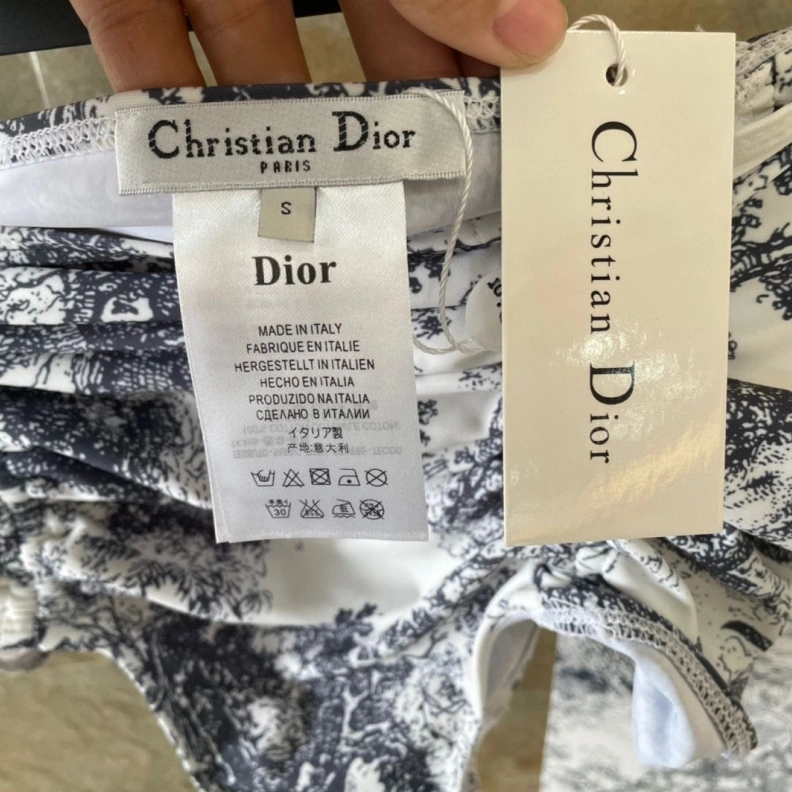 Christian Dior
PARIS
S
Dior
MADE IN ITALY
FABRIQUE EN ITALIE
HERGESTELLT IN ITALIEN
HECHO EN ITALIA
PRODUZIDO NA ITALIA
СДЕЛАНО В ИТАЛИИ
イタリア製
产地:意大利
30
Christian Dior